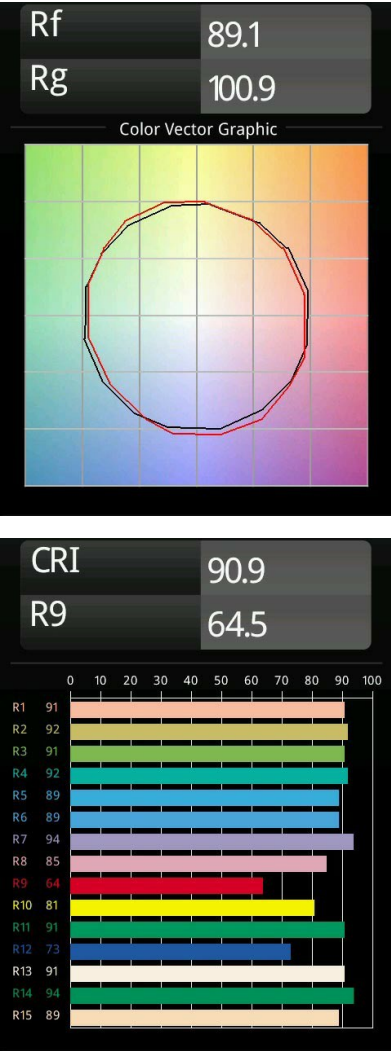 Rf 89.1
Rg 100.9
Color Vector Graphic
CRI 90.9
R9 64.5
0 10 20 30 40 50 60 70 80 90 100
R1 91
R2 92
R3 91
R4 92
R5 89
R6 89
R7 94
R8 85
R9 64
R10 81
R11 91
R12 73
R13 91
R14 94
R15 89